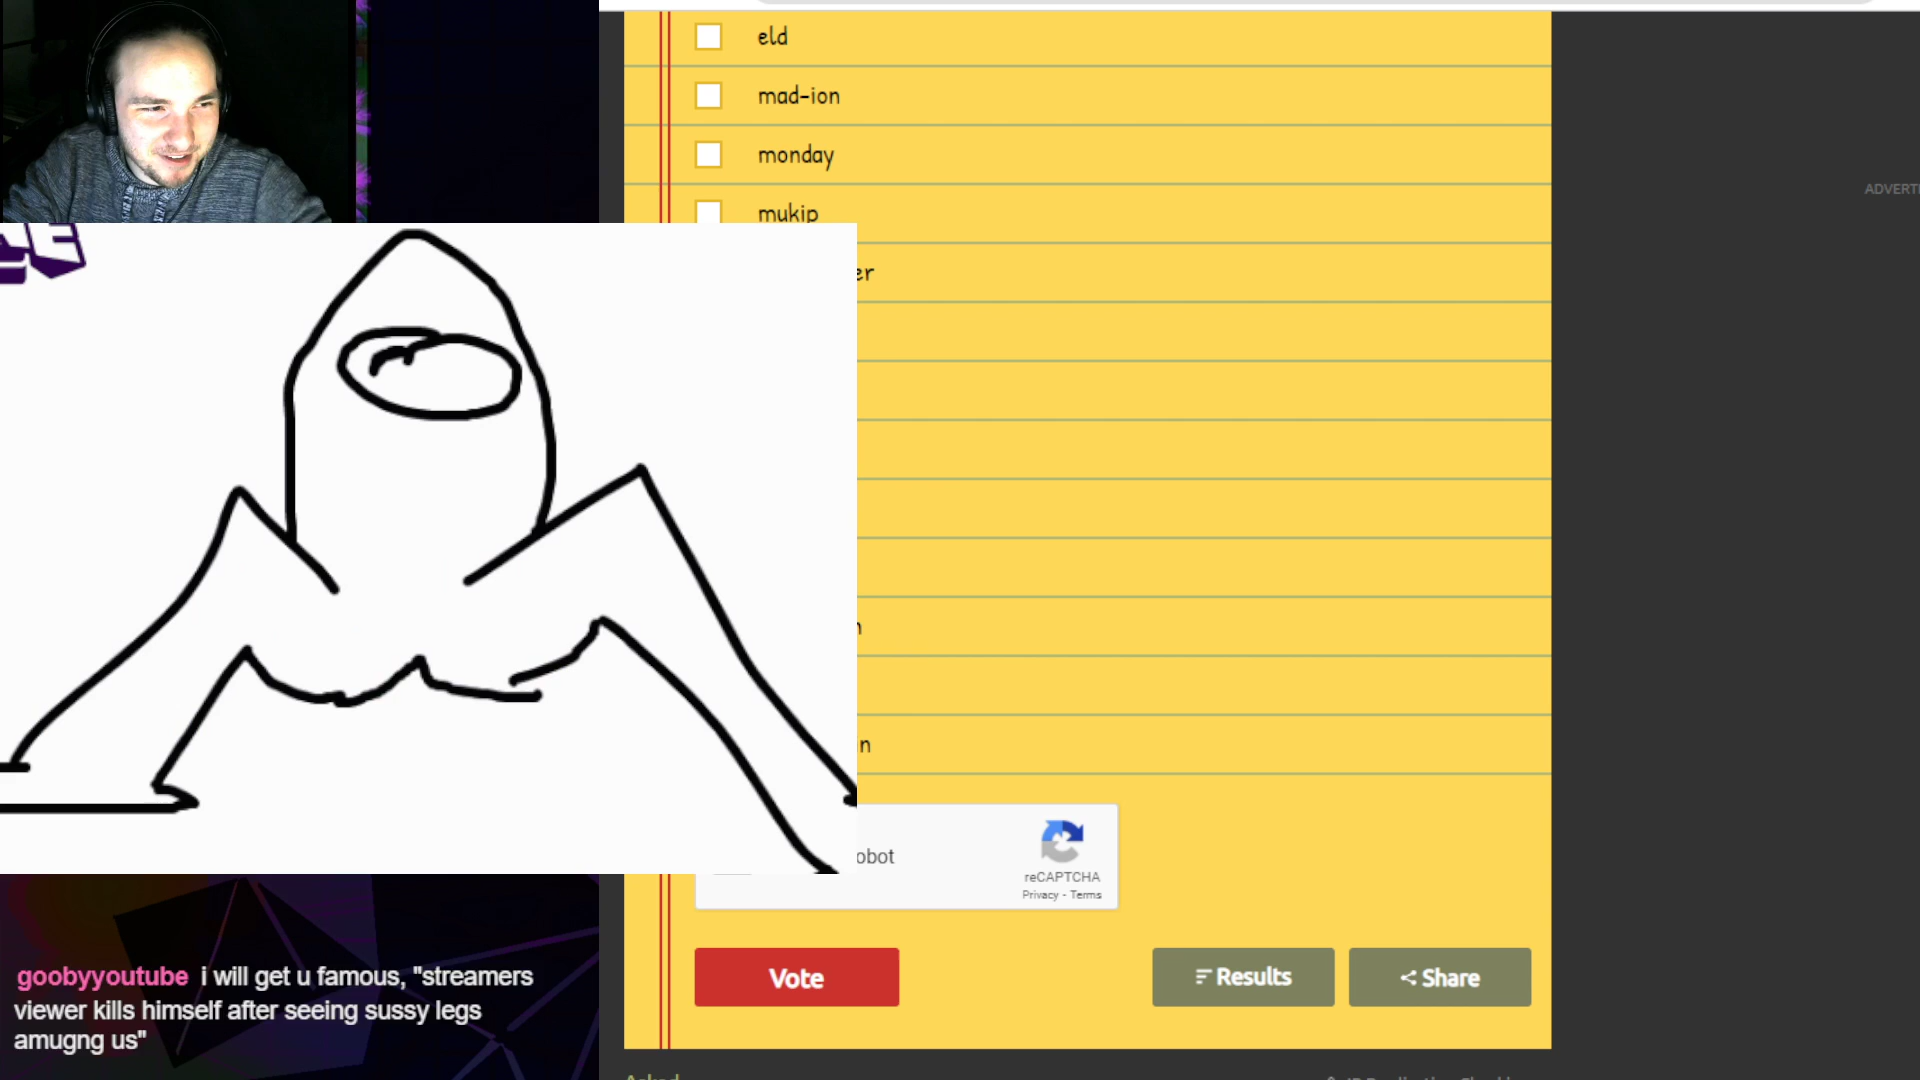 eld
mad-ion
monday
mukip
er
n
n
obot
reCAPTCHA
Privacy - Terms
Vote
Results
Share
ADVERTI
goobyyoutube i will get u famous, "streamers
viewer kills himself after seeing sussy legs
amugng us"